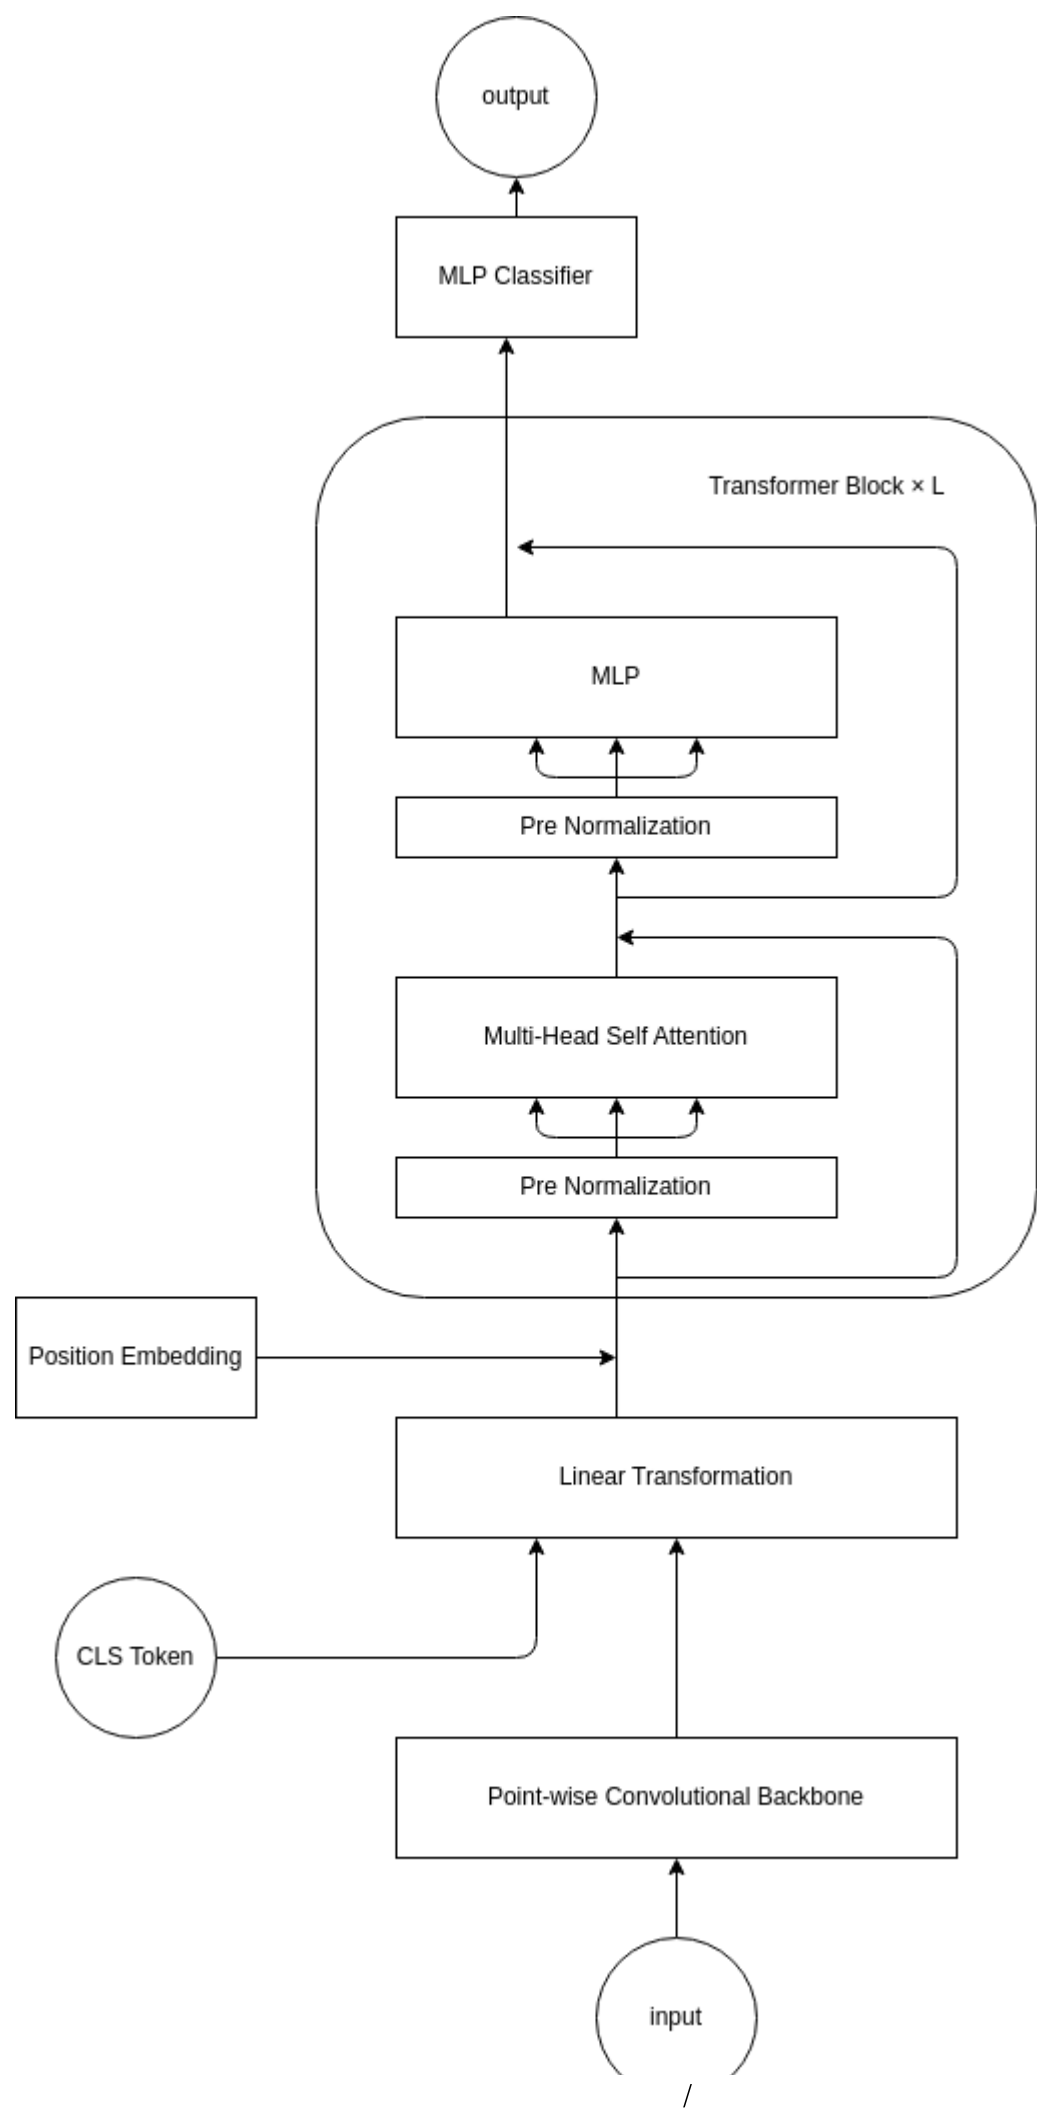 output
MLP Classifier
Transformer Block × L
MLP
Pre Normalization
Multi-Head Self Attention
Pre Normalization
Position Embedding
Linear Transformation
CLS Token
Point-wise Convolutional Backbone
input
/